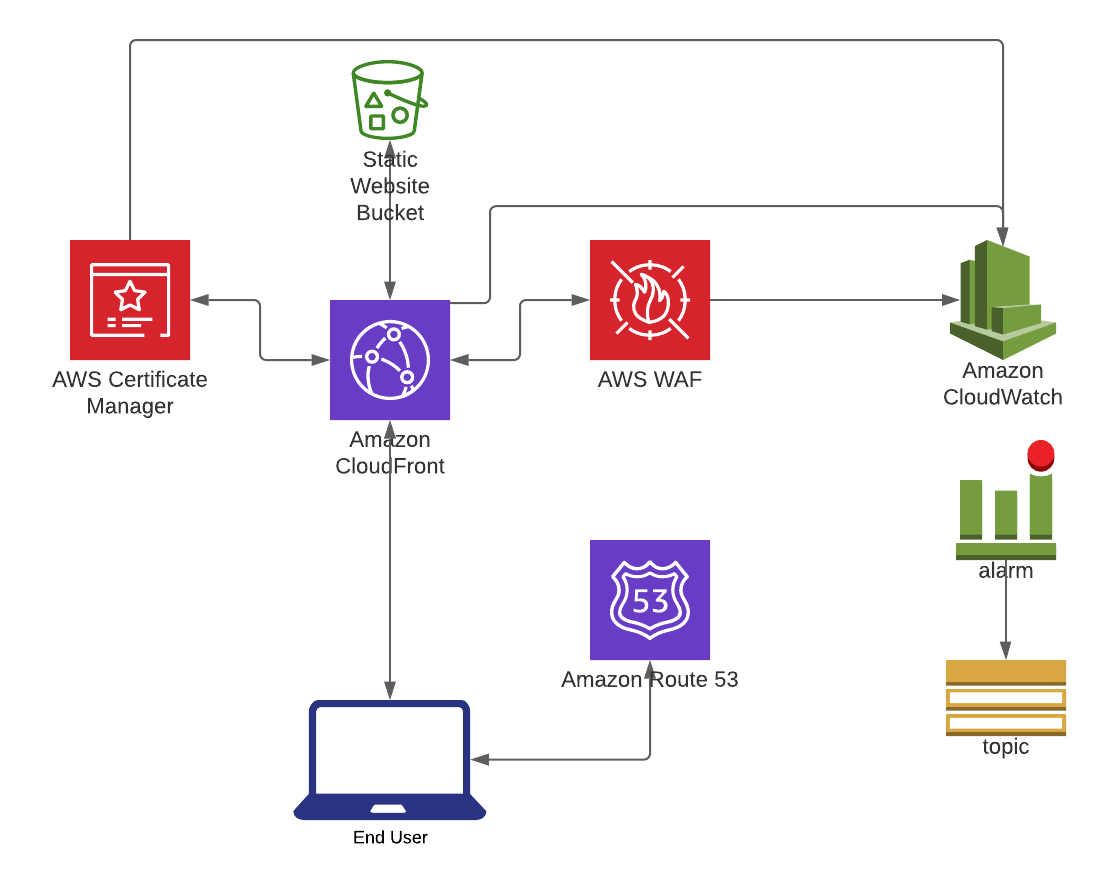 Static
Website
Bucket
AWS Certificate
Manager
Amazon
CloudFront
AWS WAF
Amazon
CloudWatch
alarm
53
Amazon Route 53
topic
End User